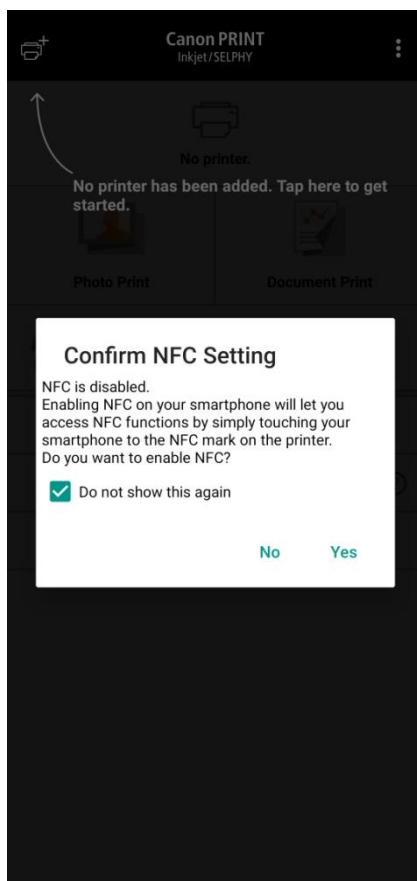 Canon PRINT
Inkjet/SELPHY
No printer.
No printer has been added. Tap here to get
started.
Photo Print
Document Print
Confirm NFC Setting
NFC is disabled.
Enabling NFC on your smartphone will let you
access NFC functions by simply touching your
smartphone to the NFC mark on the printer.
Do you want to enable NFC?
Do not show this again
No
Yes